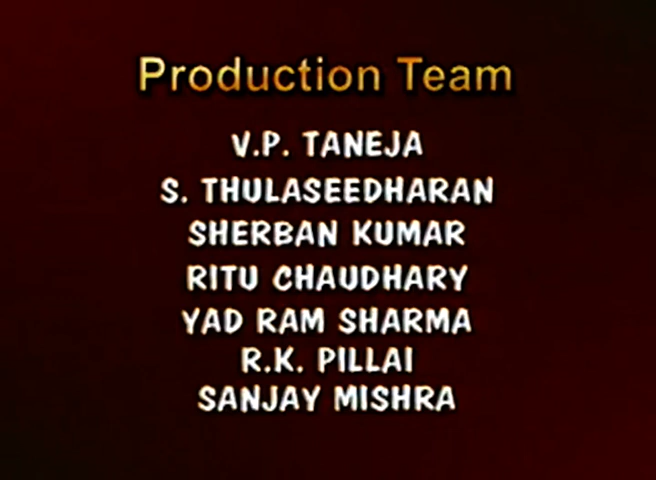 Production Team
V.P. TANEJA
S. THULASEEDHARAN
SHERBAN KUMAR
RITU CHAUDHARY
YAD RAM SHARMA
R.K. PILLAI
SANJAY MISHRA